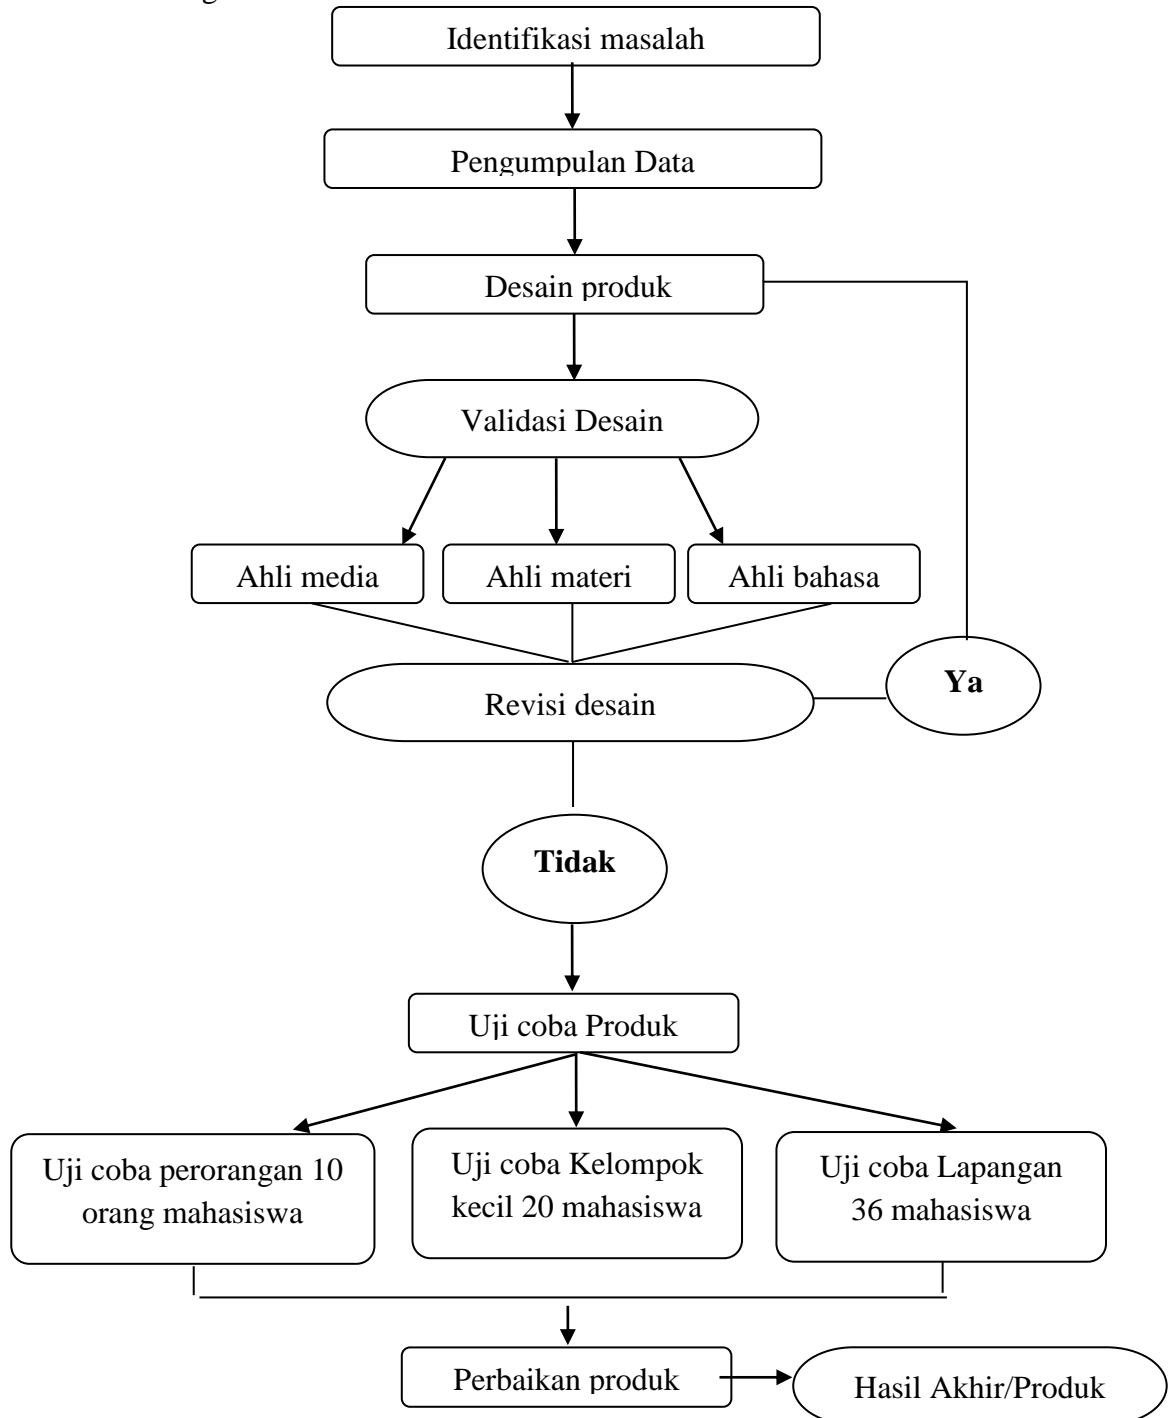 Identifikasi masalah
Pengumpulan Data
Desain produk
Validasi Desain
Ahli media
Ahli materi
Ahli bahasa
Ya
Revisi desain
Tidak
Uji coba Produk
Uji coba perorangan 10
orang mahasiswa
Uji coba Kelompok
kecil 20 mahasiswa
Uji coba Lapangan
36 mahasiswa
Perbaikan produk
Hasil Akhir/Produk